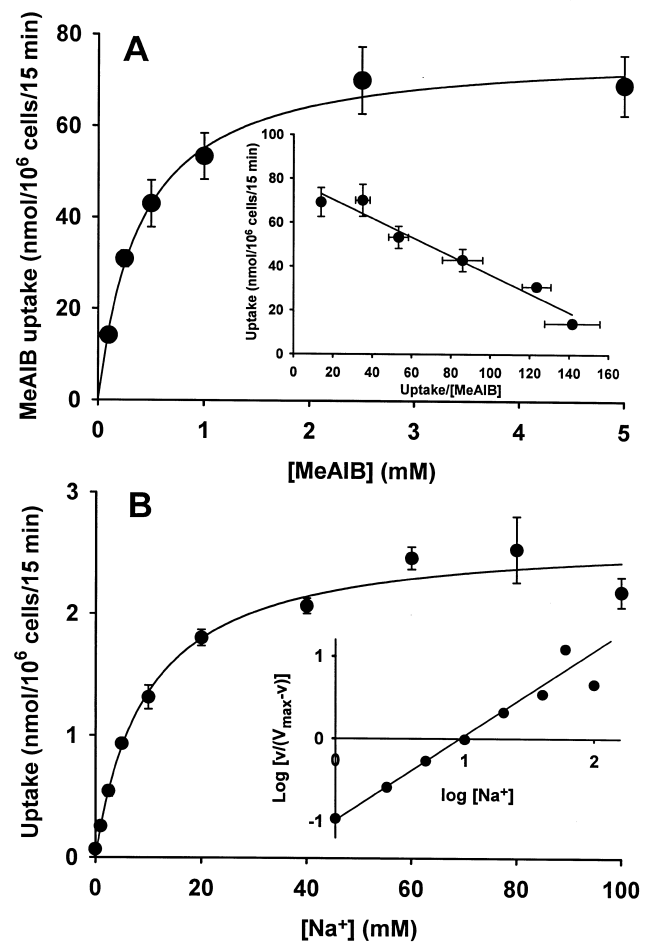 A
MeAIB uptake (nmol/10⁶ cells/15 min)
80
60
40
20
0
0 1 2 3 4 5
[MeAIB] (mM)
Uptake (nmol/10⁶ cells/15 min)
100
80
60
40
20
0
0 20 40 60 80 100 120 140 160
Uptake/[MeAIB]
B
Uptake (nmol/10⁶ cells/15 min)
3
2
1
0
0 20 40 60 80 100
[Na⁺] (mM)
Log [v/(Vmax-v)]
1
0
-1
0 1 2
log [Na⁺]